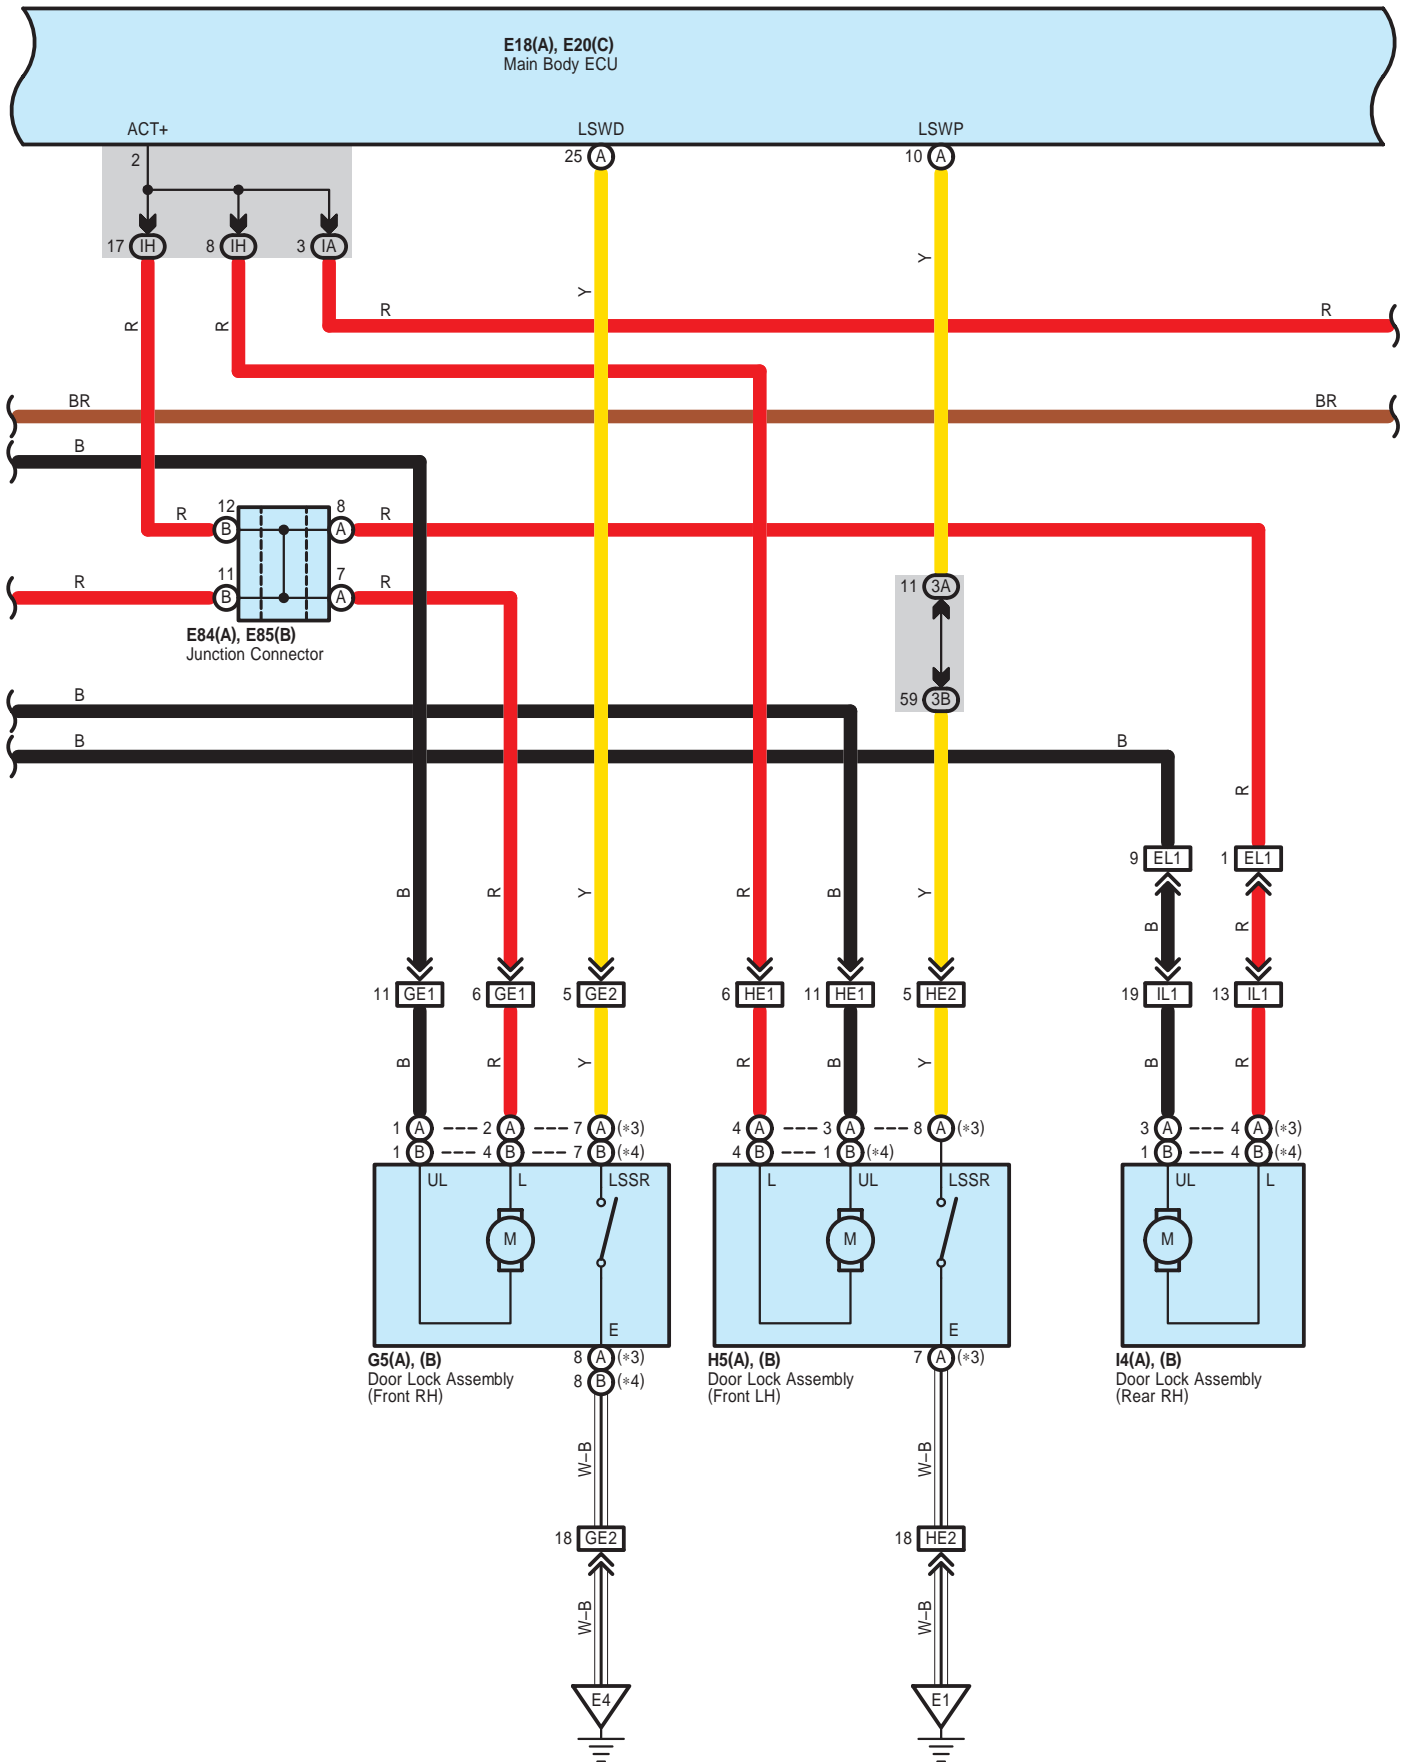 E18(A), E20(C)
Main Body ECU
ACT+ LSWD LSWP
2 25 A 10 A
17 IH 8 IH 3 IA
Y
Y
R R
R R
BR BR
B
12 8
R B A R
11 7
R B A R
11 3A
E84(A), E85(B)
Junction Connector
B 59 3B
B B
R
9 EL1 1 EL1
B R Y R B Y
B R
11 GE1 6 GE1 5 GE2 6 HE1 11 HE1 5 HE2 19 IL1 13 IL1
B R Y R B Y B R
1 A 2 A 7 A (*3) 4 A 3 A 8 A (*3) 3 A 4 A (*3)
1 B 4 B 7 B (*4) 4 B 1 B (*4) 1 B 4 B (*4)
UL L LSSR L UL LSSR UL L
M M M
E E
G5(A), (B)
Door Lock Assembly
(Front RH)
8 A (*3)
8 B (*4)
H5(A), (B)
Door Lock Assembly
(Front LH)
7 A (*3)
I4(A), (B)
Door Lock Assembly
(Rear RH)
W–B W–B
18 GE2 18 HE2
W–B W–B
E4 E1